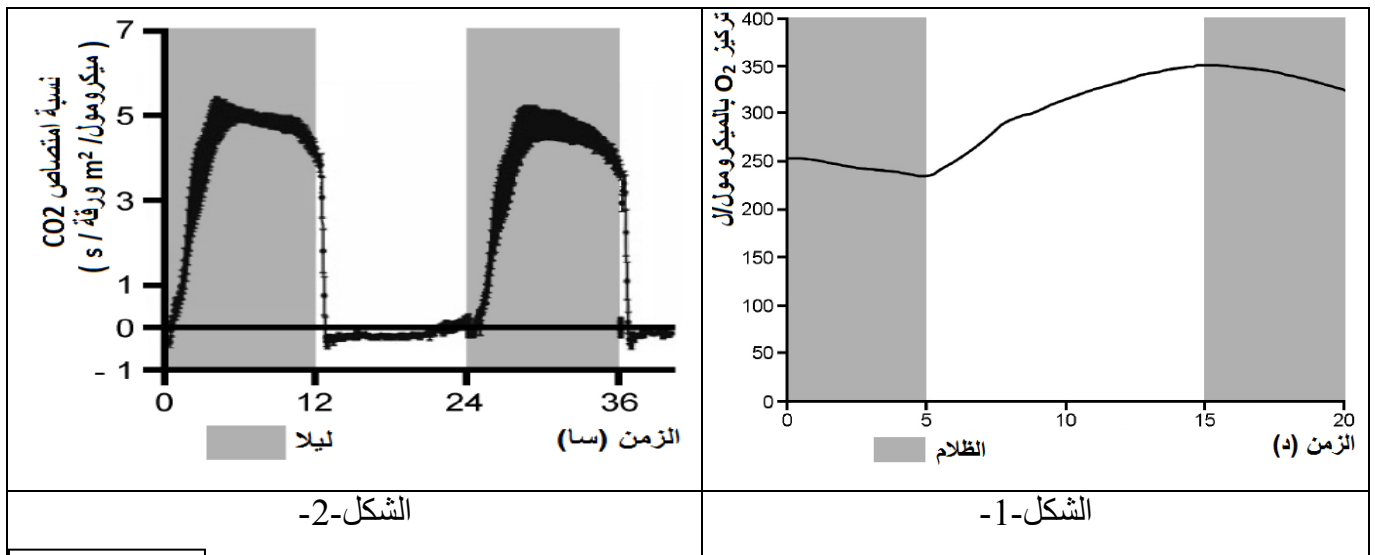 تركيز O₂ بالميكرومول/ل
400
350
300
250
200
150
100
50
0
0 5 10 15 20
الزمن (د)
الظلام
الشكل-1-
نسبة امتصاص CO2
( ميكرومول/ m² ورقة / s )
7
5
3
1
0
- 1
0 12 24 36
الزمن (سا)
ليلا
الشكل-2-